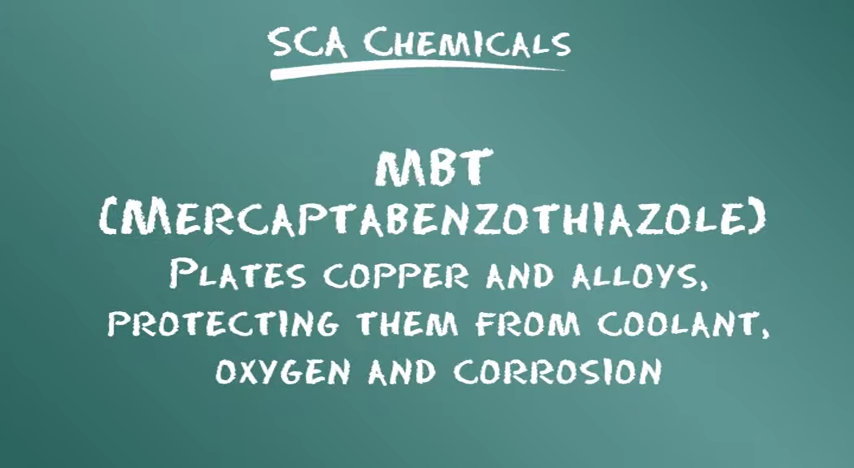 SCA Chemicals
MBT
(Mercaptabenzothiazole)
Plates copper and alloys,
protecting them from coolant,
oxygen and corrosion